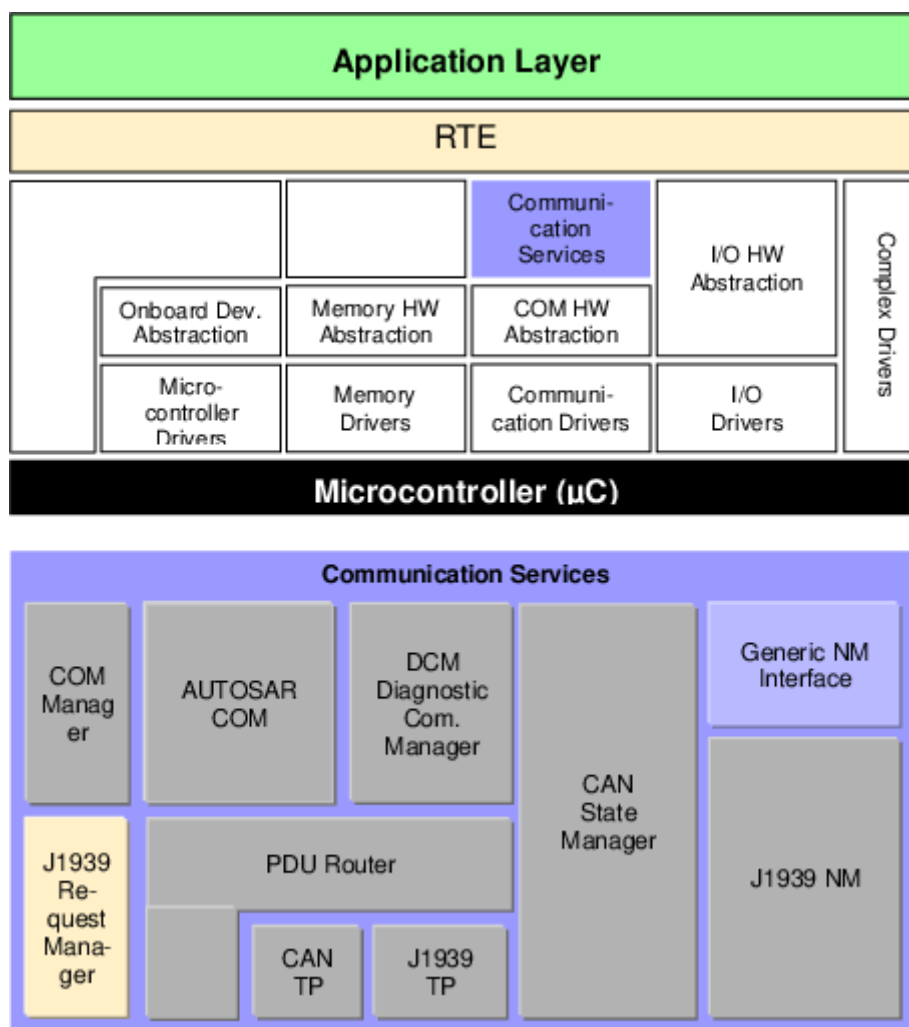 Application Layer
RTE
Communi-
cation
Services
I/O HW
Abstraction
Complex Drivers
Onboard Dev.
Abstraction
Memory HW
Abstraction
COM HW
Abstraction
Micro-
controller
Drivers
Memory
Drivers
Communi-
cation Drivers
I/O
Drivers
Microcontroller (µC)
Communication Services
COM
Manag
er
AUTOSAR
COM
DCM
Diagnostic
Com.
Manager
CAN
State
Manager
Generic NM
Interface
J1939
Re-
quest
Mana-
ger
PDU Router
J1939 NM
CAN
TP
J1939
TP